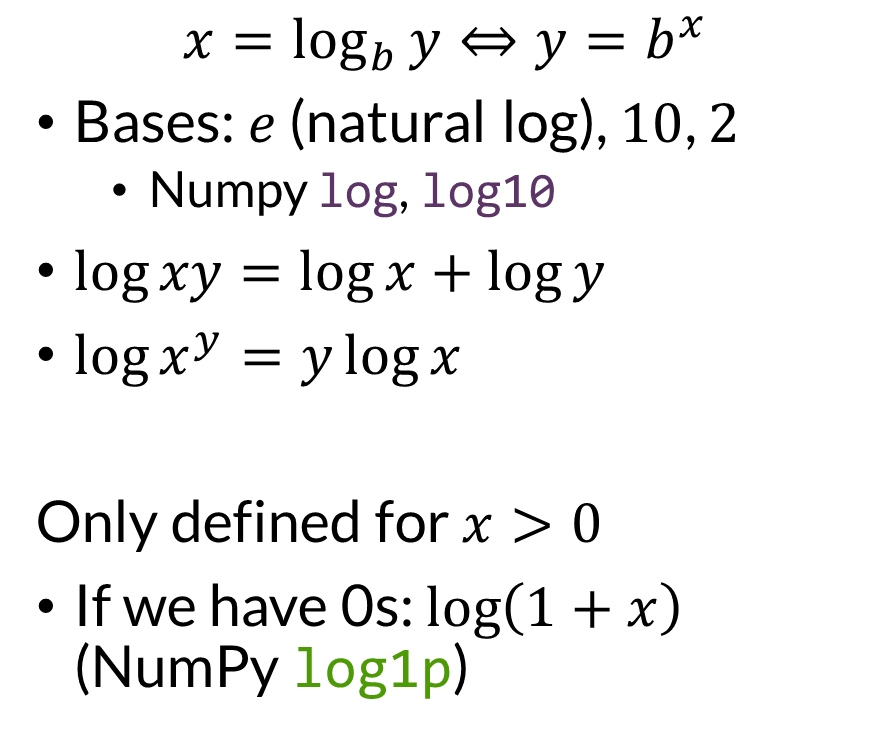 x = log_b y ⇔ y = b^x
• Bases: e (natural log), 10, 2
• Numpy log, log10
• log xy = log x + log y
• log x^y = y log x
Only defined for x > 0
• If we have 0s: log(1 + x)
(NumPy log1p)